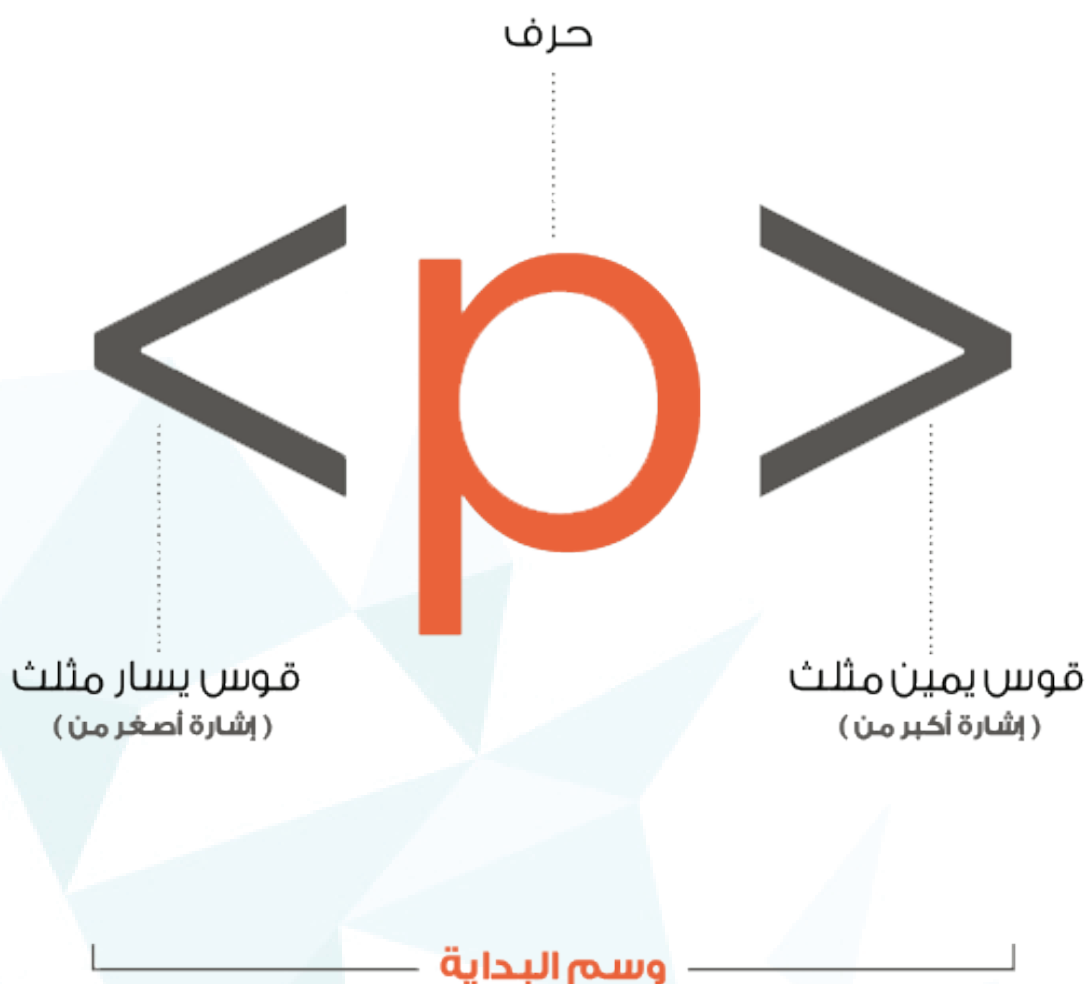 حرف
<p>
قوس يمين مثلث
( إشارة أكبر من )
قوس يسار مثلث
( إشارة أصغر من )
وسم البداية